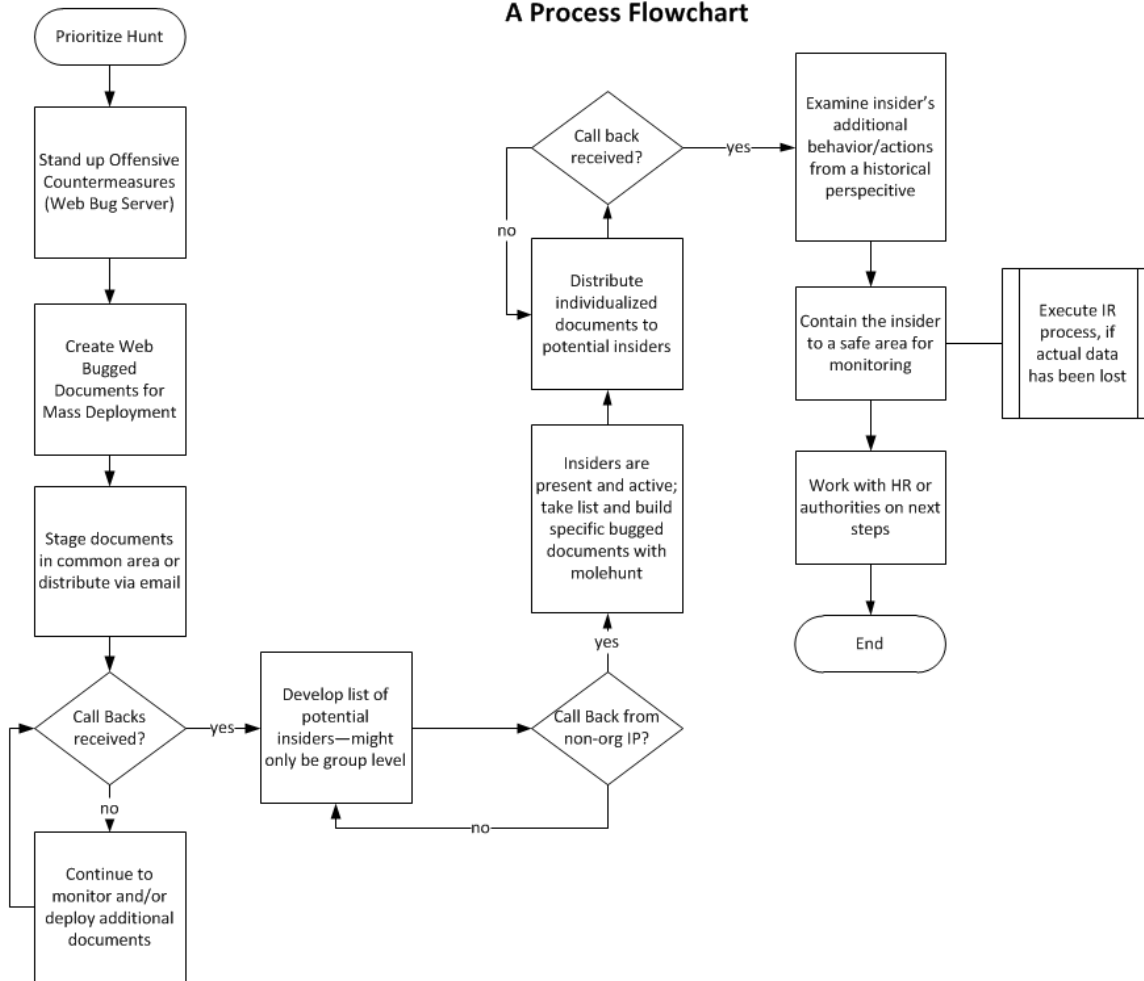 A Process Flowchart
Prioritize Hunt
Stand up Offensive
Countermeasures
(Web Bug Server)
Create Web
Bugged
Documents for
Mass Deployment
Stage documents
in common area or
distribute via email
Call Backs
received?
yes
no
Continue to
monitor and/or
deploy additional
documents
Develop list of
potential
insiders—might
only be group level
Call Back from
non-org IP?
no
yes
Insiders are
present and active;
take list and build
specific bugged
documents with
molehunt
Distribute
individualized
documents to
potential insiders
Call back
received?
no
yes
Examine insider’s
additional
behavior/actions
from a historical
perspecitive
Contain the insider
to a safe area for
monitoring
Execute IR
process, if
actual data
has been lost
Work with HR or
authorities on next
steps
End